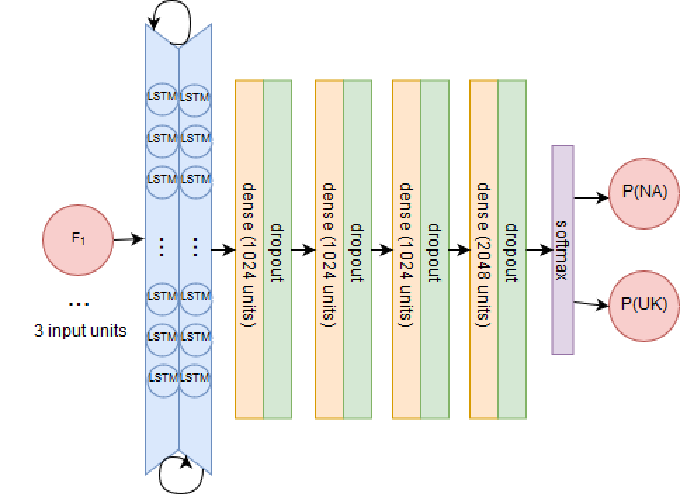 F1
...
3 input units
LSTM LSTM
LSTM LSTM
LSTM LSTM
⋮ ⋮
LSTM LSTM
LSTM LSTM
LSTM LSTM
dense (1024 units)
dropout
dense (1024 units)
dropout
dense (1024 units)
dropout
dense (2048 units)
dropout
softmax
P(NA)
P(UK)